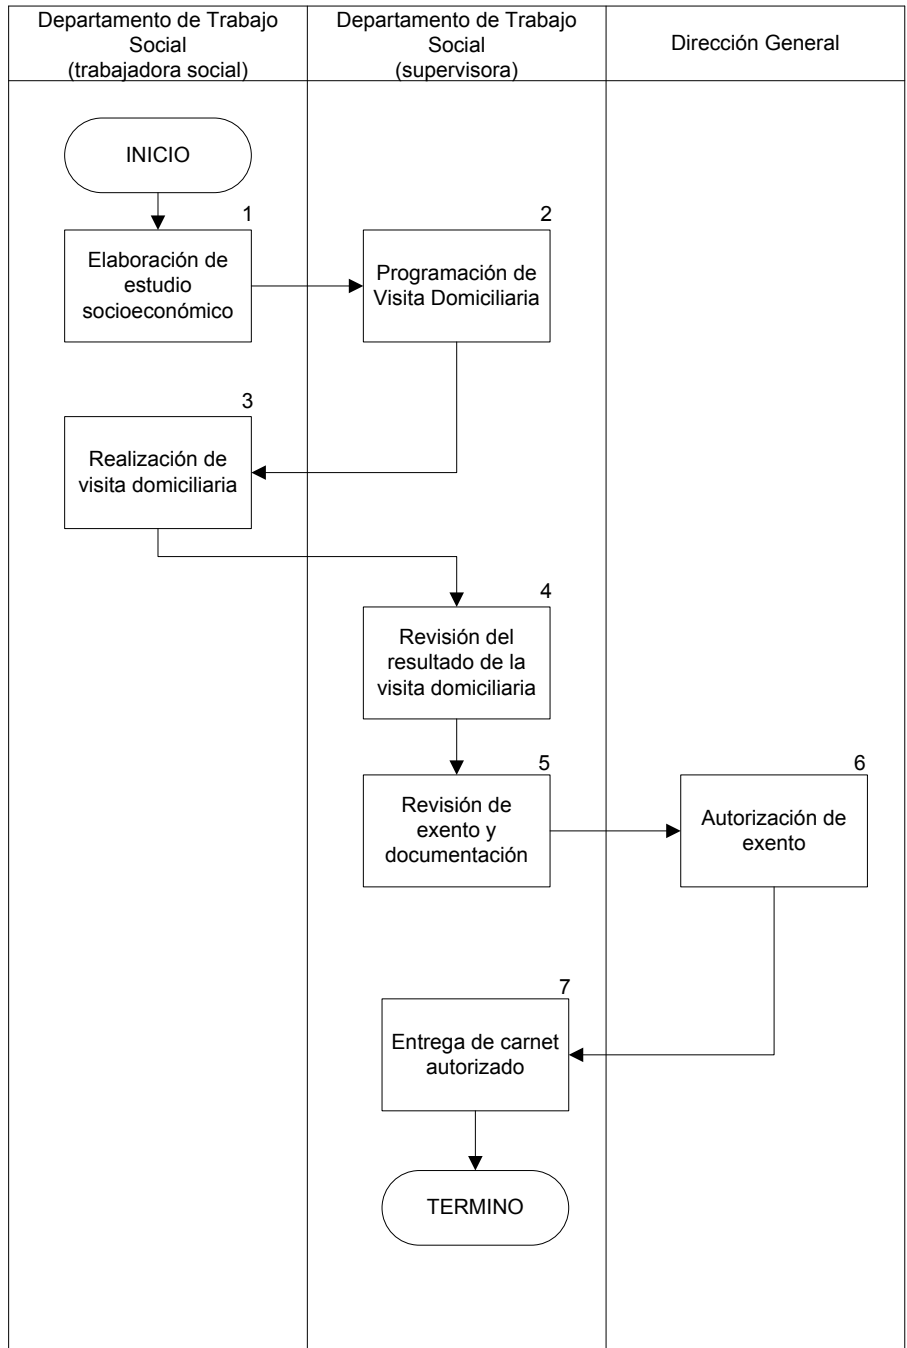 Departamento de Trabajo
Social
(trabajadora social)
Departamento de Trabajo
Social
(supervisora)
Dirección General
INICIO
1
Elaboración de
estudio
socioeconómico
2
Programación de
Visita Domiciliaria
3
Realización de
visita domiciliaria
4
Revisión del
resultado de la
visita domiciliaria
5
Revisión de
exento y
documentación
6
Autorización de
exento
7
Entrega de carnet
autorizado
TERMINO